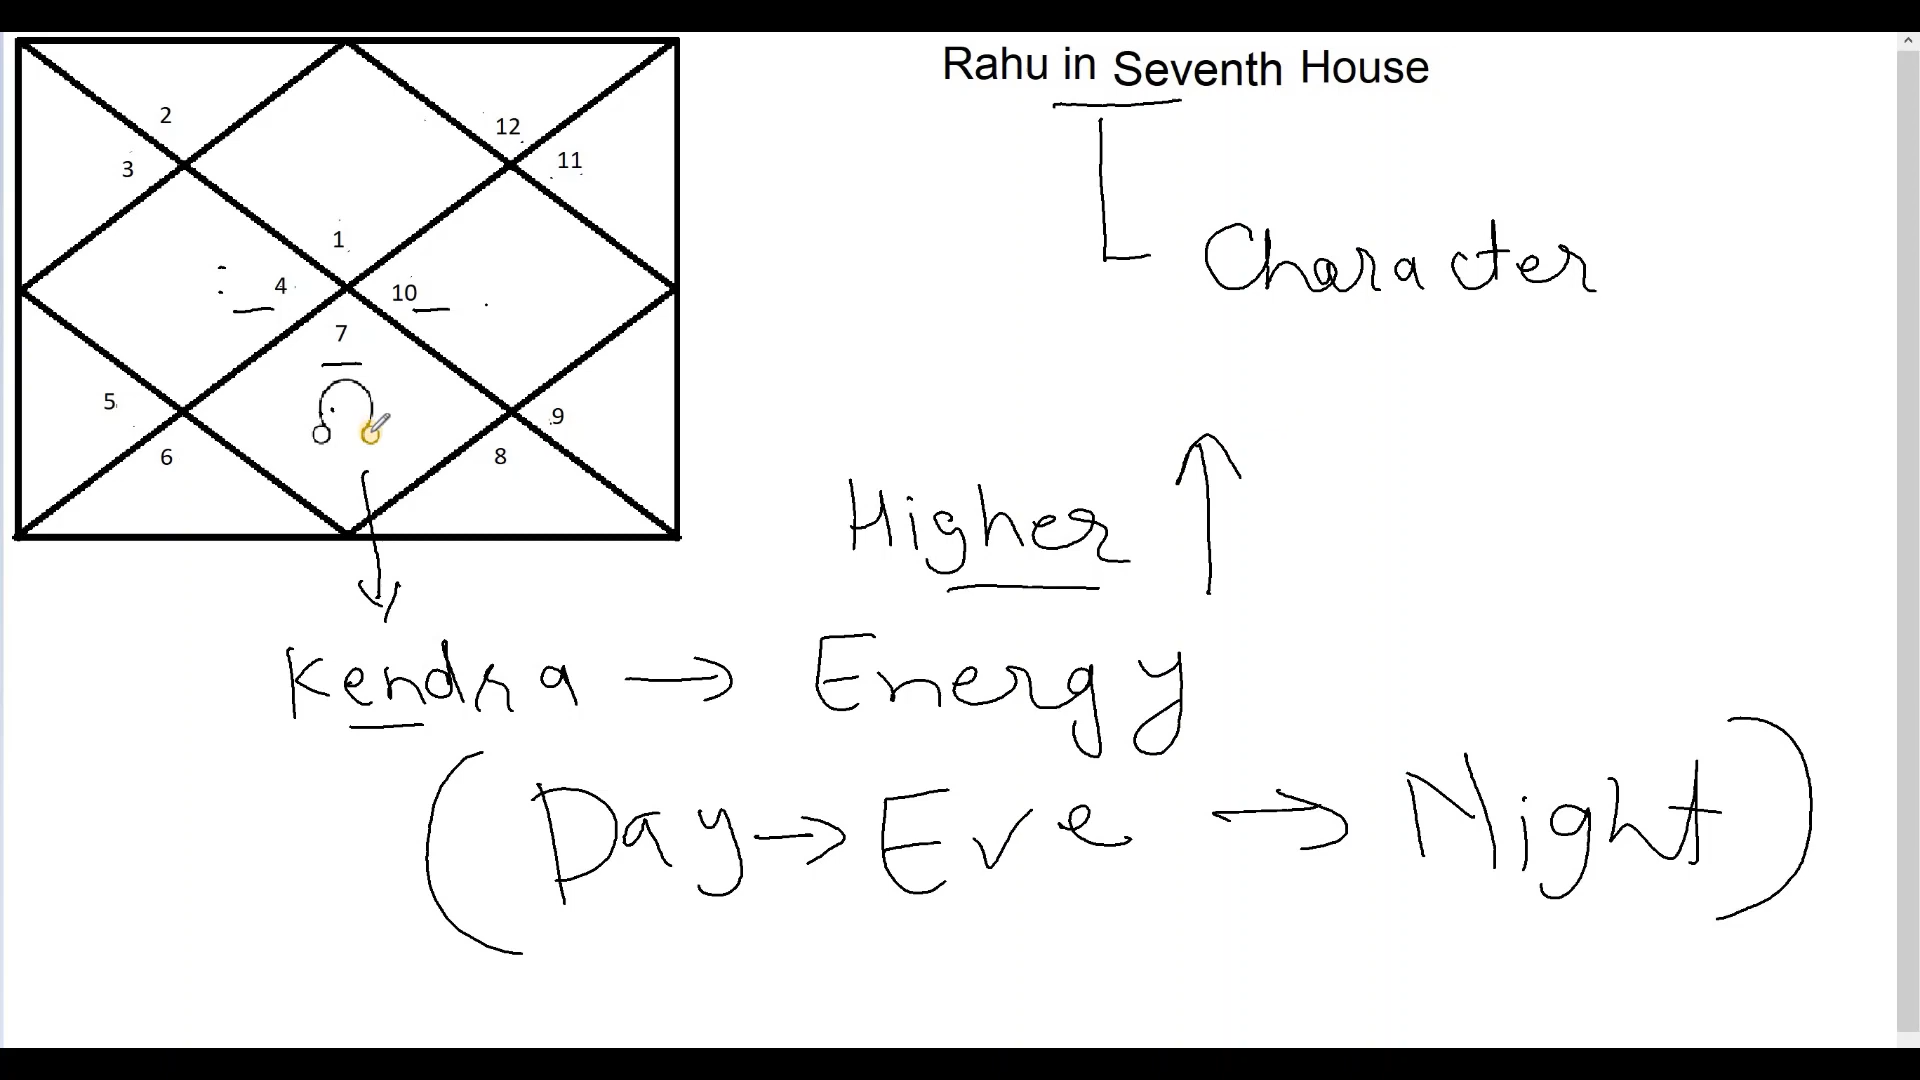 Rahu in Seventh House
2
12
3
11
1
4
10
7
5
9
6
8
Character
Higher
Kendra → Energy
(Day → Eve → Night)